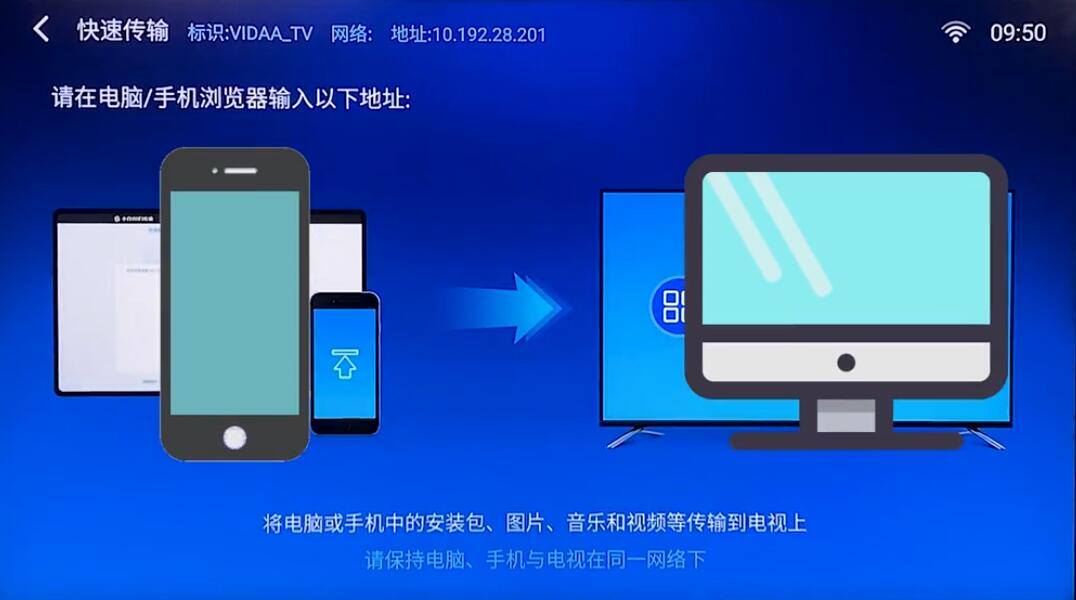 快速传输 标识:VIDAA_TV 网络: 地址:10.192.28.201 09:50
请在电脑/手机浏览器输入以下地址:
将电脑或手机中的安装包、图片、音乐和视频等传输到电视上
请保持电脑、手机与电视在同一网络下